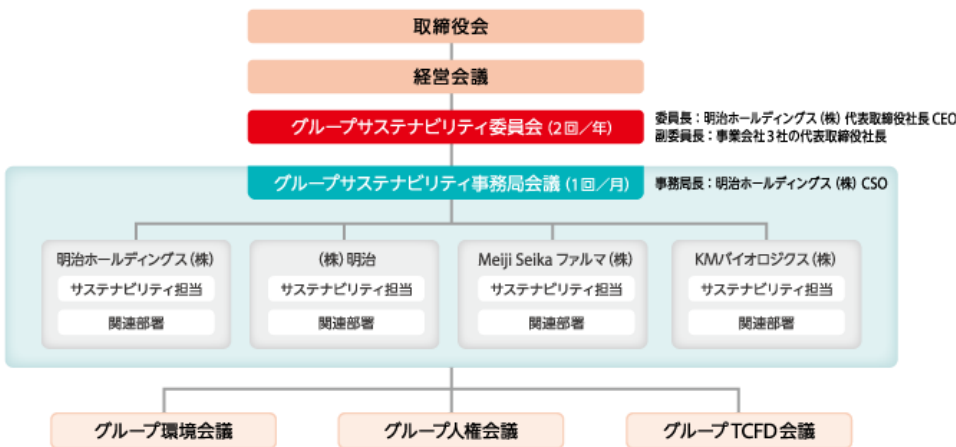 取締役会
経営会議
グループサステナビリティ委員会(2回/年)
委員長:明治ホールディングス(株)代表取締役社長CEO
副委員長:事業会社3社の代表取締役社長
グループサステナビリティ事務局会議(1回/月)
事務局長:明治ホールディングス(株)CSO
明治ホールディングス(株)
サステナビリティ担当
関連部署
(株)明治
サステナビリティ担当
関連部署
Meiji Seika ファルマ(株)
サステナビリティ担当
関連部署
KMバイオロジクス(株)
サステナビリティ担当
関連部署
グループ環境会議
グループ人権会議
グループTCFD会議